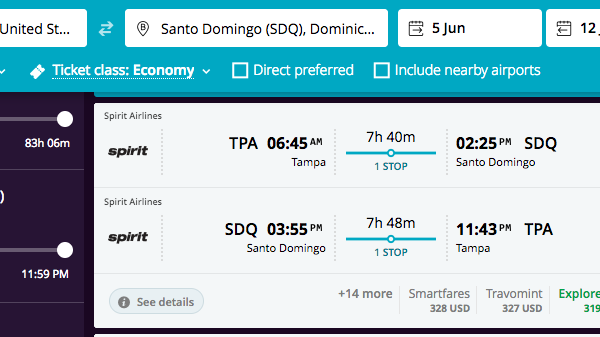 United St...
B
Santo Domingo (SDQ), Dominic...
5 Jun
12
Ticket class: Economy
Direct preferred
Include nearby airports
83h 06m
)
11:59 PM
Spirit Airlines
spirit
TPA 06:45 AM
Tampa
7h 40m
1 STOP
02:25 PM SDQ
Santo Domingo
Spirit Airlines
spirit
SDQ 03:55 PM
Santo Domingo
7h 48m
1 STOP
11:43 PM TPA
Tampa
See details
+14 more
Smartfares
328 USD
Travomint
327 USD
Explore
319